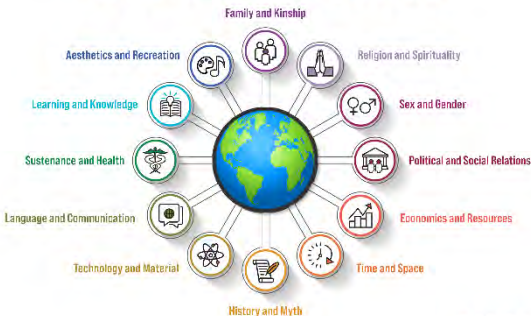 Family and Kinship
Aesthetics and Recreation
Religion and Spirituality
Learning and Knowledge
Sex and Gender
Sustenance and Health
Political and Social Relations
Language and Communication
Economics and Resources
Technology and Material
Time and Space
History and Myth